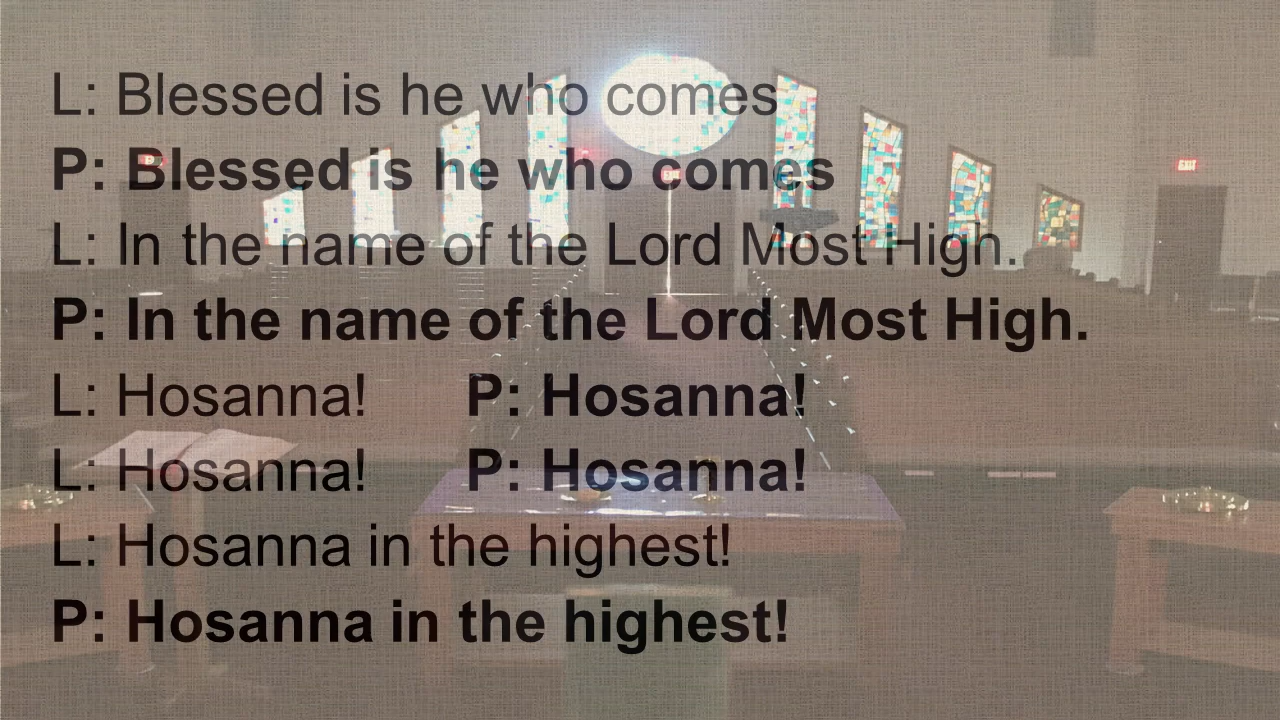 L: Blessed is he who comes
P: Blessed is he who comes
L: In the name of the Lord Most High.
P: In the name of the Lord Most High.
L: Hosanna! P: Hosanna!
L: Hosanna! P: Hosanna!
L: Hosanna in the highest!
P: Hosanna in the highest!
EXIT
EXIT